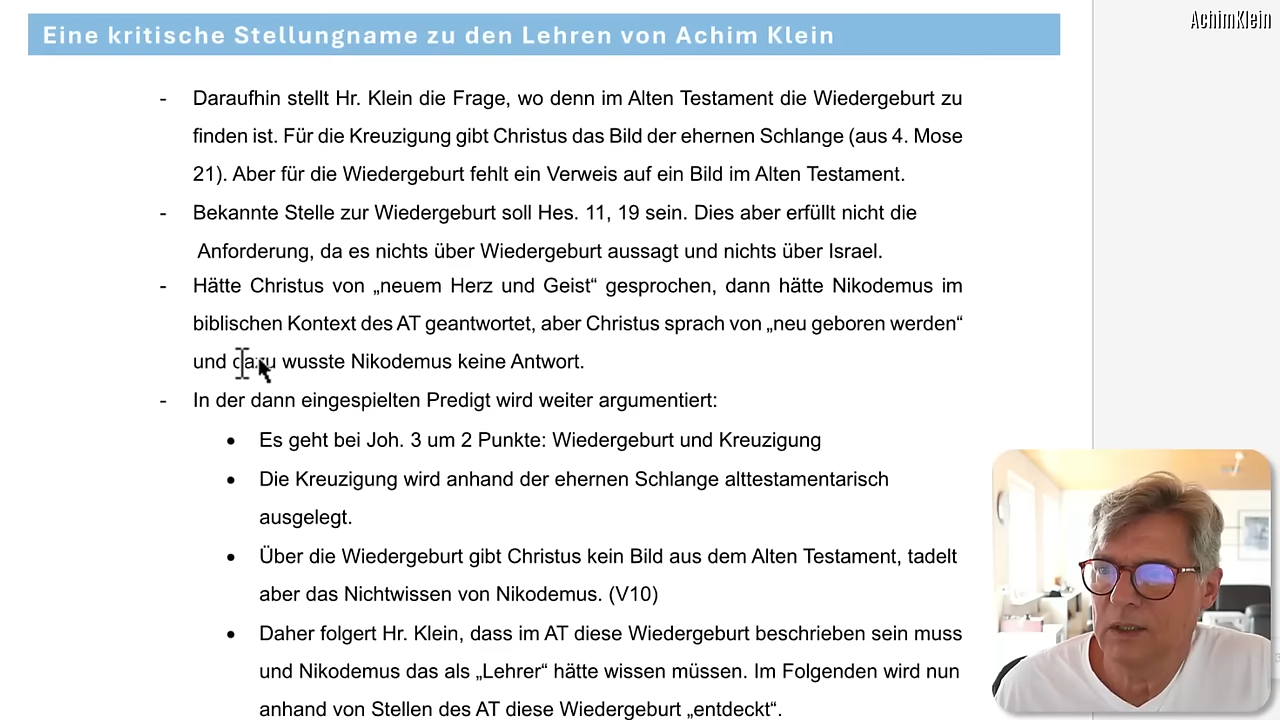 AchimKlein
Eine kritische Stellungname zu den Lehren von Achim Klein
- Daraufhin stellt Hr. Klein die Frage, wo denn im Alten Testament die Wiedergeburt zu
finden ist. Für die Kreuzigung gibt Christus das Bild der ehernen Schlange (aus 4. Mose
21). Aber für die Wiedergeburt fehlt ein Verweis auf ein Bild im Alten Testament.
- Bekannte Stelle zur Wiedergeburt soll Hes. 11, 19 sein. Dies aber erfüllt nicht die
Anforderung, da es nichts über Wiedergeburt aussagt und nichts über Israel.
- Hätte Christus von „neuem Herz und Geist“ gesprochen, dann hätte Nikodemus im
biblischen Kontext des AT geantwortet, aber Christus sprach von „neu geboren werden“
und dazu wusste Nikodemus keine Antwort.
- In der dann eingespielten Predigt wird weiter argumentiert:
• Es geht bei Joh. 3 um 2 Punkte: Wiedergeburt und Kreuzigung
• Die Kreuzigung wird anhand der ehernen Schlange alttestamentarisch
ausgelegt.
• Über die Wiedergeburt gibt Christus kein Bild aus dem Alten Testament, tadelt
aber das Nichtwissen von Nikodemus. (V10)
• Daher folgert Hr. Klein, dass im AT diese Wiedergeburt beschrieben sein muss
und Nikodemus das als „Lehrer“ hätte wissen müssen. Im Folgenden wird nun
anhand von Stellen des AT diese Wiedergeburt „entdeckt“.